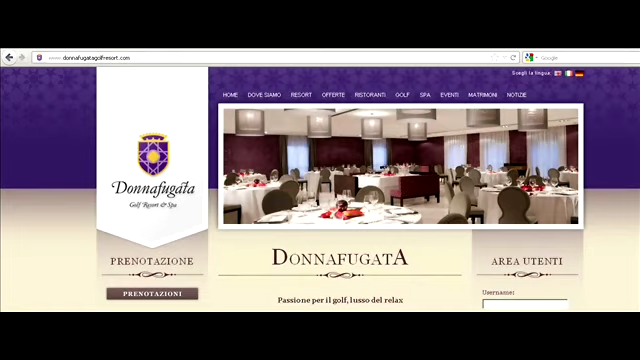 www.donnafugatagolfresort.com
Google
Scegli la lingua:
HOME DOVE SIAMO RESORT OFFERTE RISTORANTI GOLF SPA EVENTI MATRIMONI NOTIZIE
Donnafugata
Golf Resort & Spa
PRENOTAZIONE
PRENOTAZIONI
DONNAFUGATA
Passione per il golf, lusso del relax
AREA UTENTI
Username: